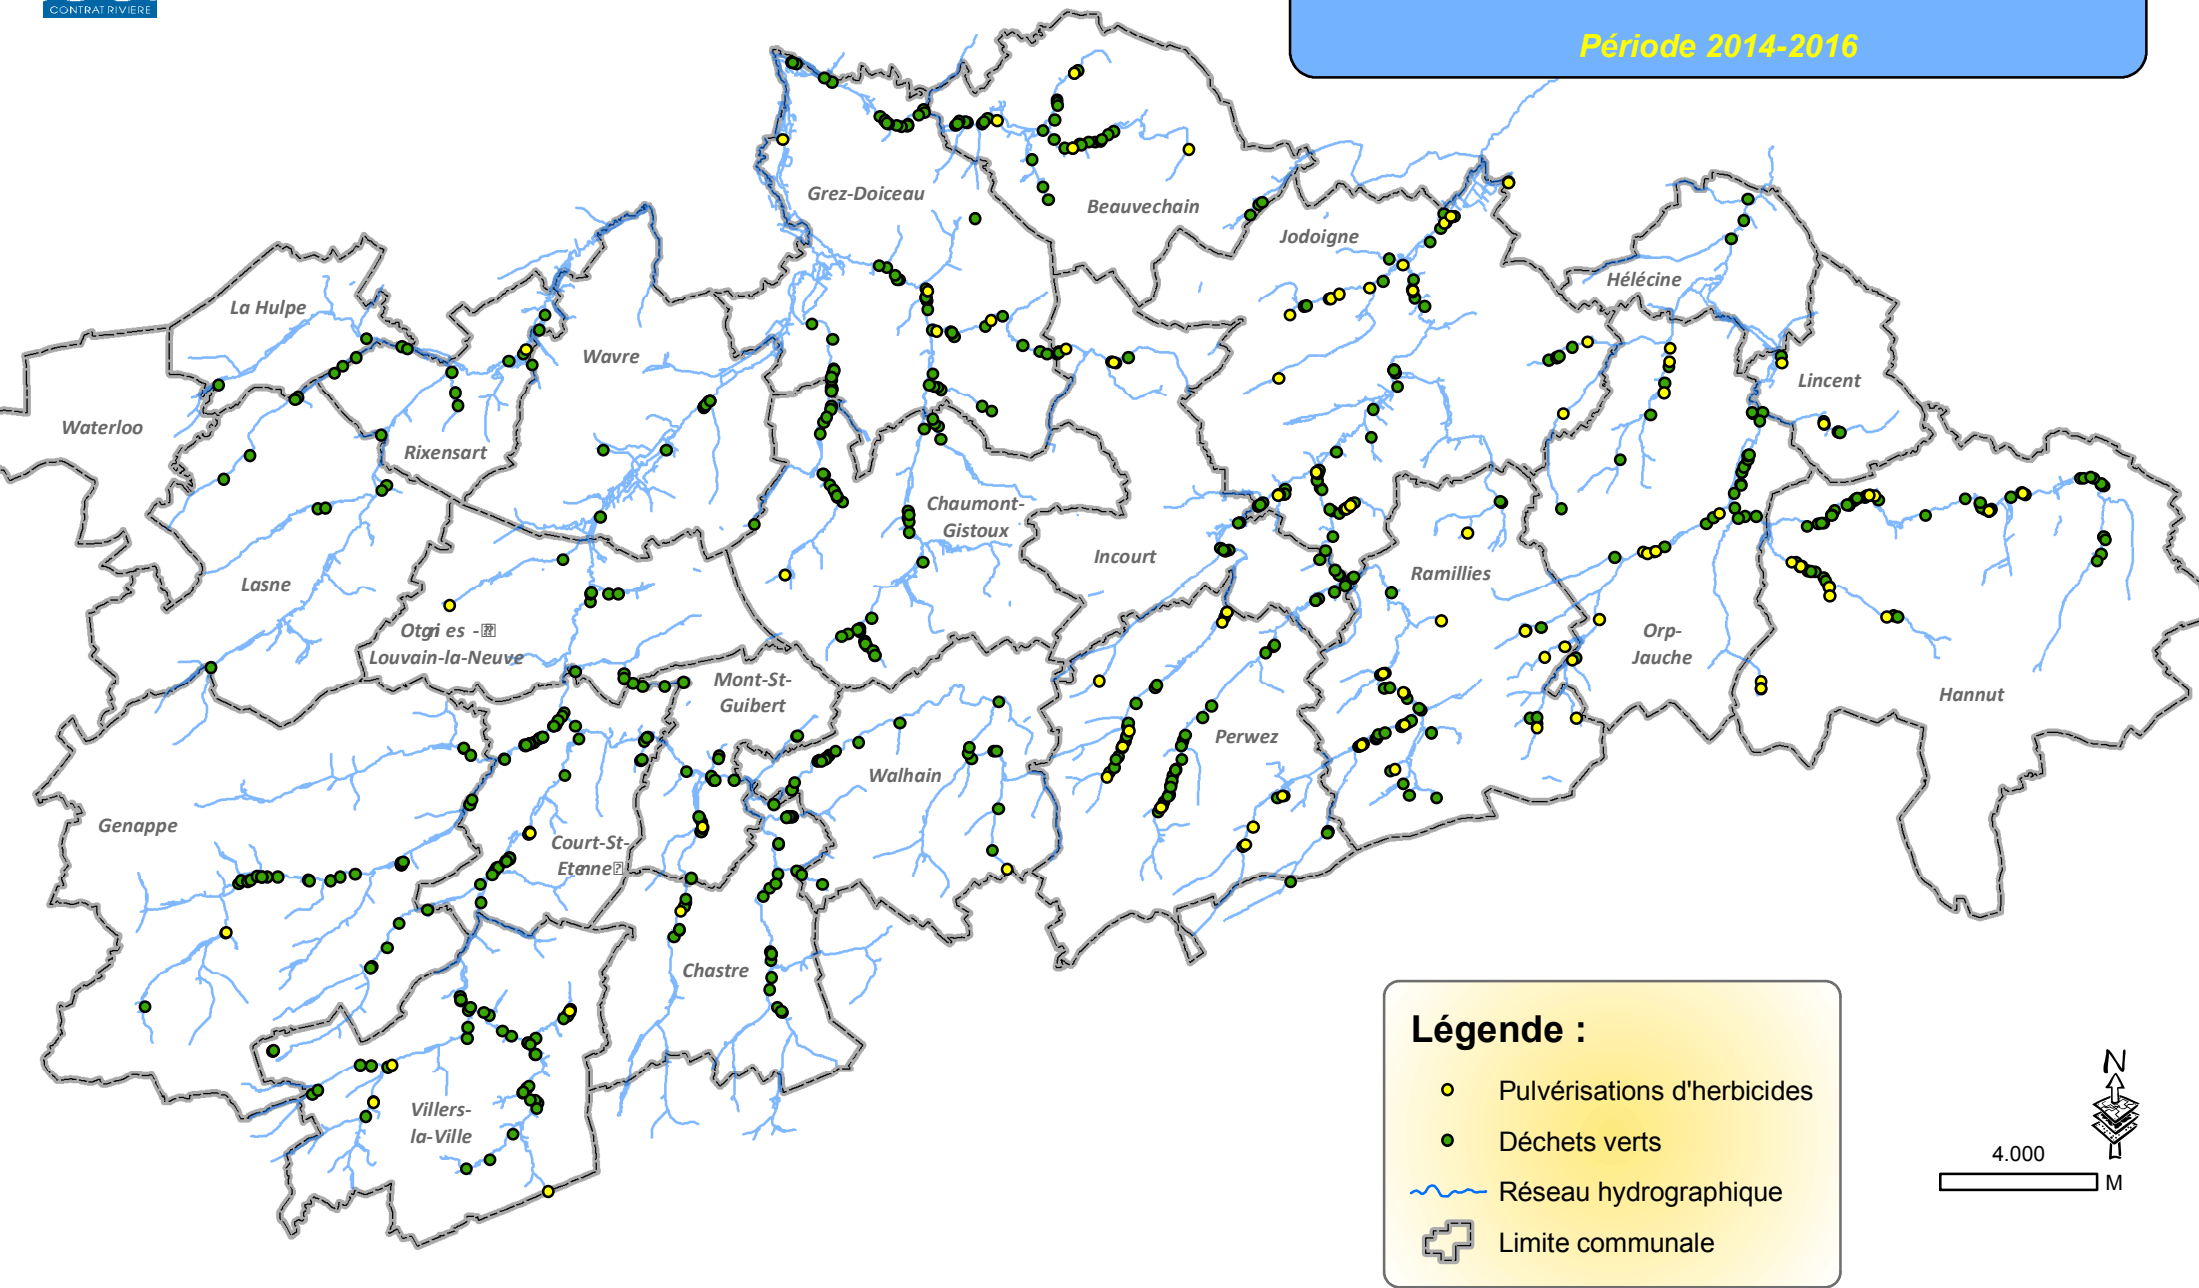 CONTRAT RIVIERE
Période 2014-2016
Grez-Doiceau
Beauvechain
Jodoigne
Hélécine
La Hulpe
Wavre
Lincent
Waterloo
Rixensart
Chaumont-
Gistoux
Incourt
Ramillies
Lasne
Louvain-la-Neuve
Orp-
Jauche
Mont-St-
Guibert
Hannut
Perwez
Walhain
Genappe
Court-St-
Chastre
Villers-
la-Ville
Légende :
Pulvérisations d'herbicides
Déchets verts
Réseau hydrographique
Limite communale
N
4.000
M